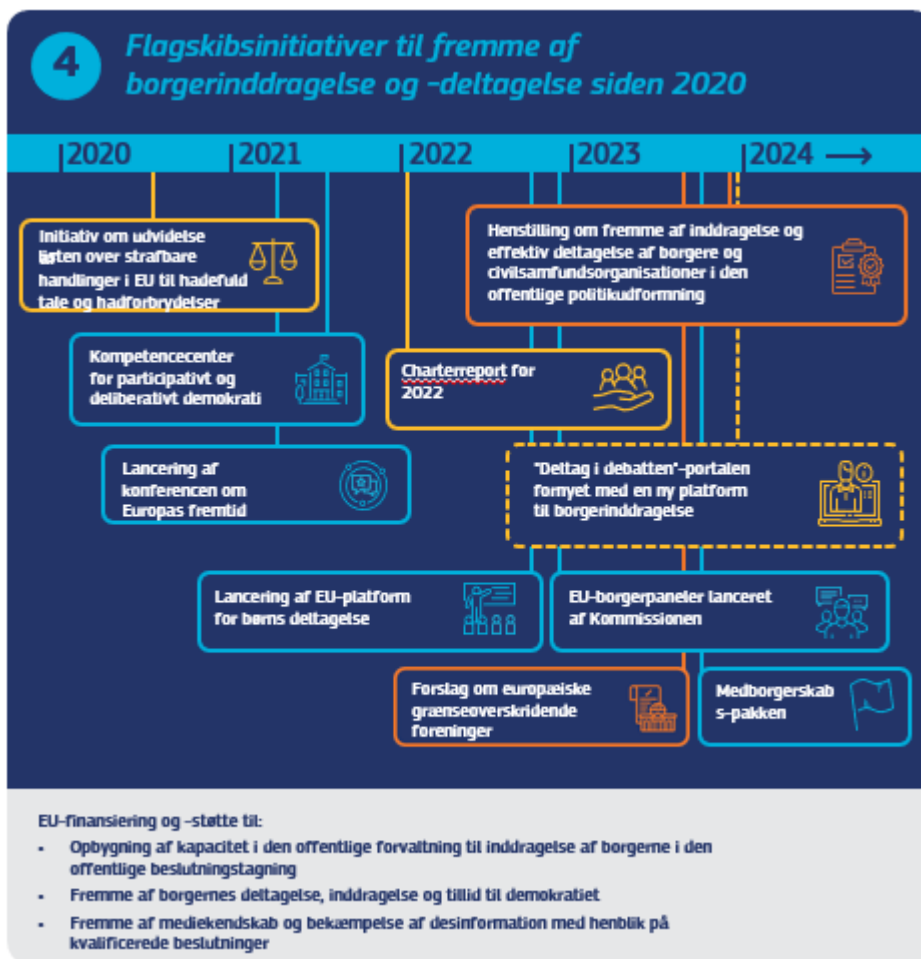 4
Flagskibsinitiativer til fremme af
borgerinddragelse og -deltagelse siden 2020
2020
2021
2022
2023
2024
Initiativ om udvidelse
listen over strafbare
handlinger i EU til hadefuld
tale og hadforbrydelser
Henstilling om fremme af inddragelse og
effektiv deltagelse af borgere og
civilsamfundsorganisationer i den
offentlige politikudformning
Kompetencecenter
for participativt og
deliberativt demokrati
Charterreport for
2022
Lancering af
konferencen om
Europas fremtid
"Deltag i debatten"-portalen
fornyet med en ny platform
til borgerinddragelse
Lancering af EU-platform
for børns deltagelse
EU-borgerpaneler lanceret
af Kommissionen
Forslag om europæiske
grænseoverskridende
foreninger
Medborgerskab
s-pakken
EU-finansiering og -støtte til:
- Opbygning af kapacitet i den offentlige forvaltning til inddragelse af borgerne i den
offentlige beslutningstagning
- Fremme af borgernes deltagelse, inddragelse og tillid til demokratiet
- Fremme af mediekendskab og bekæmpelse af desinformation med henblik på
kvalificerede beslutninger